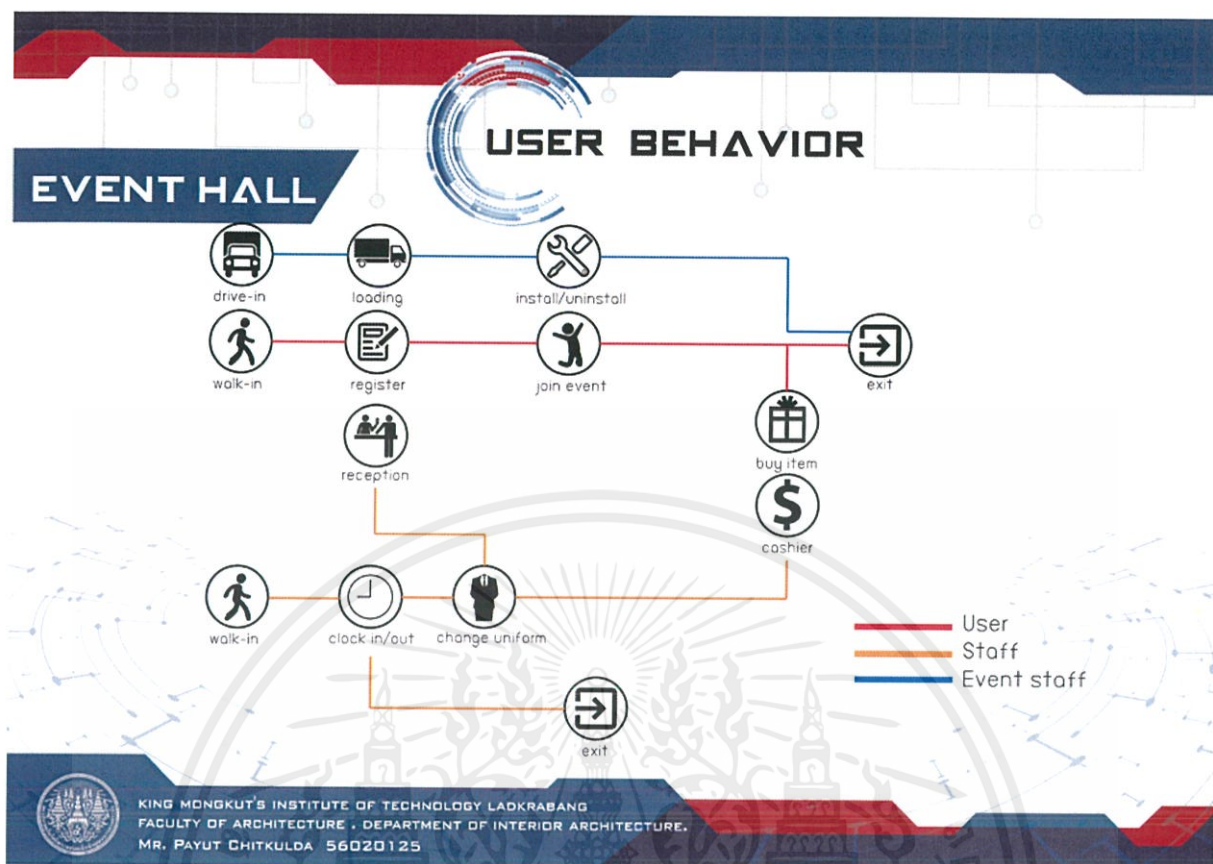 USER BEHAVIOR
EVENT HALL
drive-in
loading
install/uninstall
walk-in
register
join event
exit
reception
buy item
$
cashier
walk-in
clock in/out
change uniform
User
Staff
Event staff
exit
KING MONGKUT'S INSTITUTE OF TECHNOLOGY LADKRABANG
FACULTY OF ARCHITECTURE . DEPARTMENT OF INTERIOR ARCHITECTURE.
MR. PAYUT CHITKULDA 56020125